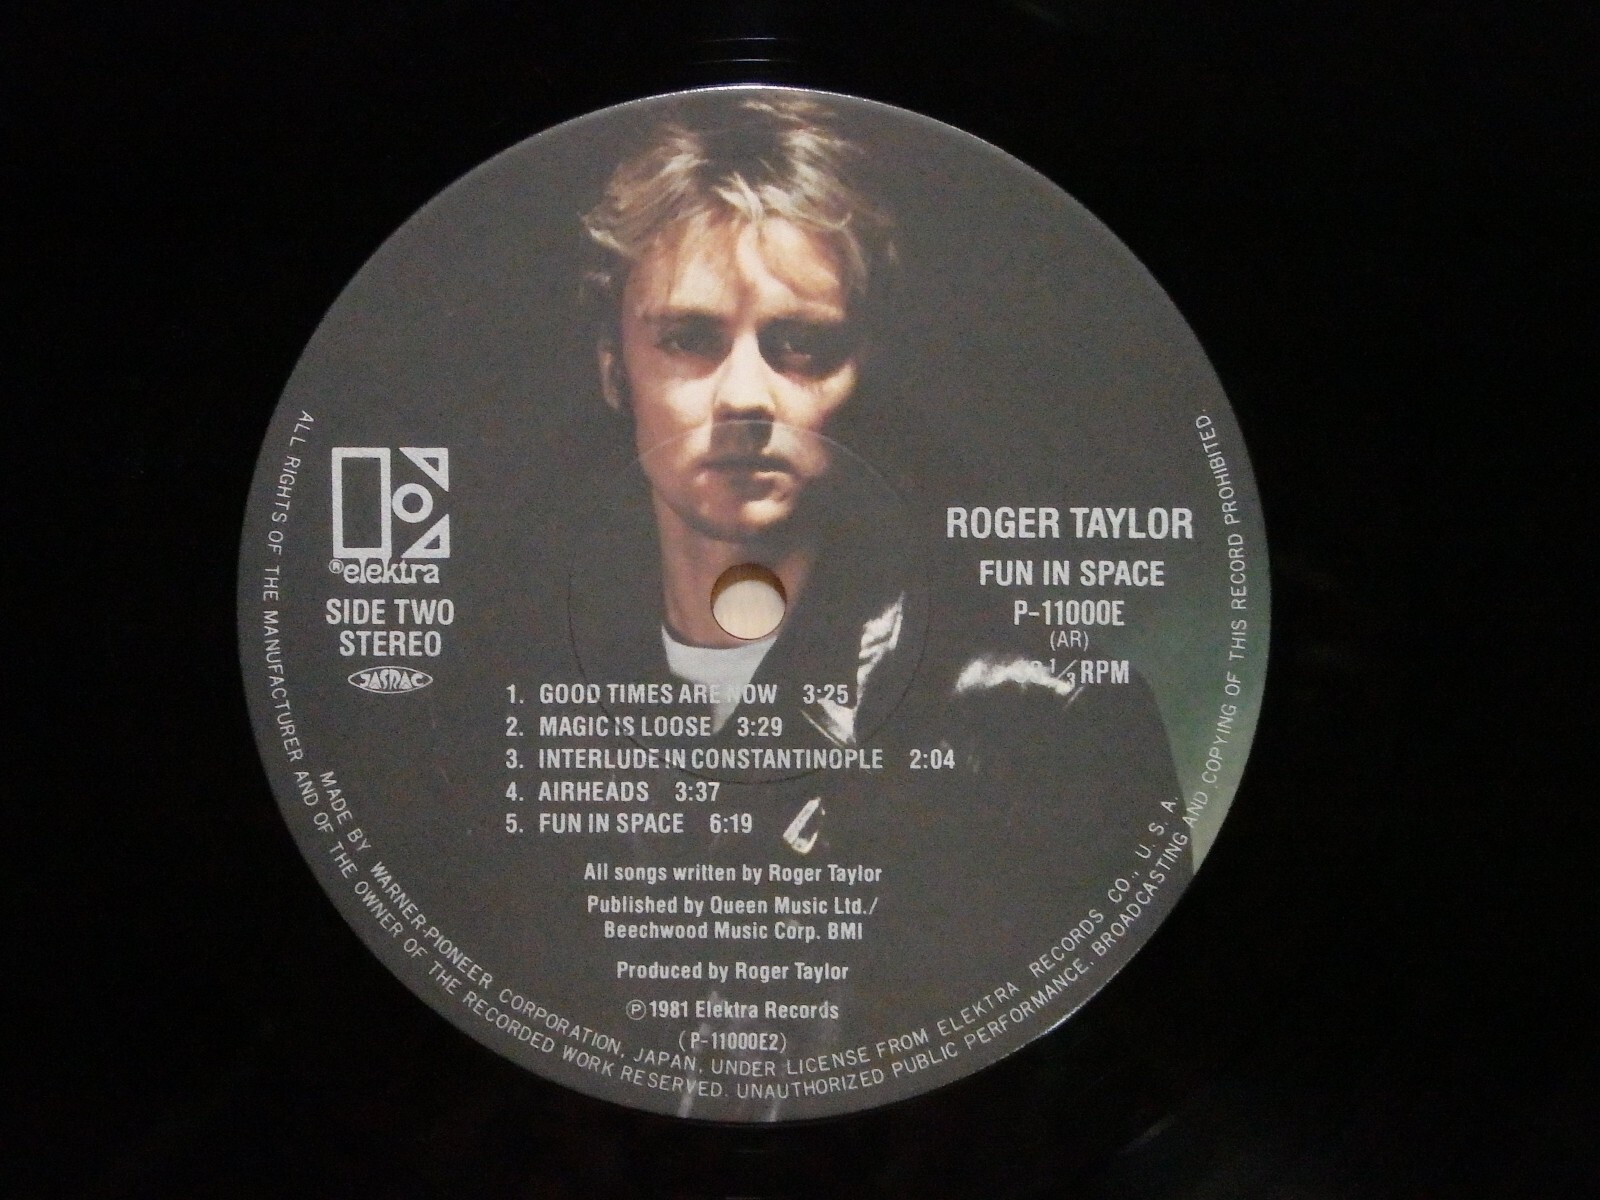 ® elektra
SIDE TWO
STEREO
JASRAC
ROGER TAYLOR
FUN IN SPACE
P-11000E
(AR)
1/3 RPM
1. GOOD TIMES ARE NOW 3:25
2. MAGIC IS LOOSE 3:29
3. INTERLUDE IN CONSTANTINOPLE 2:04
4. AIRHEADS 3:37
5. FUN IN SPACE 6:19
All songs written by Roger Taylor
Published by Queen Music Ltd./
Beechwood Music Corp. BMI
Produced by Roger Taylor
Ⓟ 1981 Elektra Records
(P-11000E2)
MADE BY WARNER-PIONEER CORPORATION, JAPAN, UNDER LICENSE FROM ELEKTRA RECORDS CO., U. S. A.
ALL RIGHTS OF THE MANUFACTURER AND OF THE OWNER OF THE RECORDED WORK RESERVED. UNAUTHORIZED PUBLIC PERFORMANCE, BROADCASTING AND COPYING OF THIS RECORD PROHIBITED.